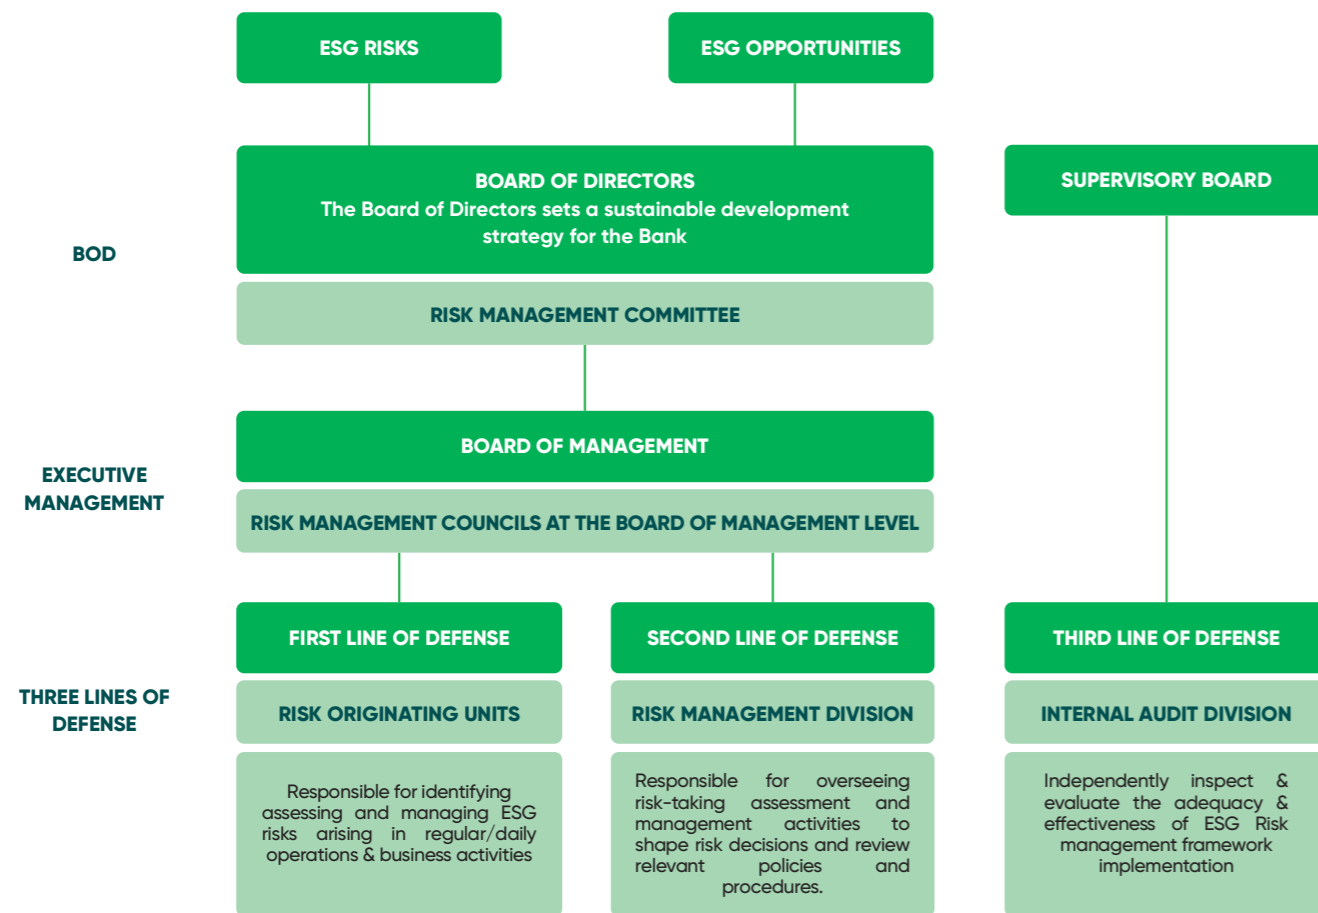 ESG RISKS
ESG OPPORTUNITIES
BOD
BOARD OF DIRECTORS
The Board of Directors sets a sustainable development
strategy for the Bank
SUPERVISORY BOARD
RISK MANAGEMENT COMMITTEE
EXECUTIVE
MANAGEMENT
BOARD OF MANAGEMENT
RISK MANAGEMENT COUNCILS AT THE BOARD OF MANAGEMENT LEVEL
THREE LINES OF
DEFENSE
FIRST LINE OF DEFENSE
RISK ORIGINATING UNITS
Responsible for identifying
assessing and managing ESG
risks arising in regular/daily
operations & business activities
SECOND LINE OF DEFENSE
RISK MANAGEMENT DIVISION
Responsible for overseeing
risk-taking assessment and
management activities to
shape risk decisions and review
relevant policies and
procedures.
THIRD LINE OF DEFENSE
INTERNAL AUDIT DIVISION
Independently inspect &
evaluate the adequacy &
effectiveness of ESG Risk
management framework
implementation